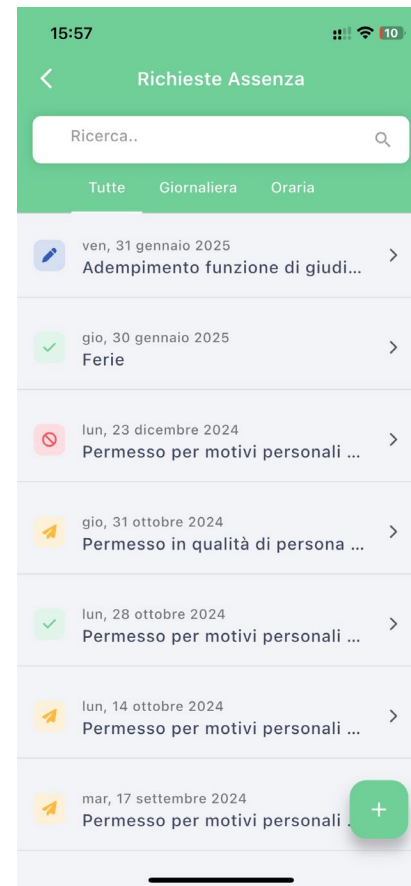 15:57
10
Richieste Assenza
Ricerca..
Tutte Giornaliera Oraria
ven, 31 gennaio 2025
Adempimento funzione di giudi...
gio, 30 gennaio 2025
Ferie
lun, 23 dicembre 2024
Permesso per motivi personali ...
gio, 31 ottobre 2024
Permesso in qualità di persona ...
lun, 28 ottobre 2024
Permesso per motivi personali ...
lun, 14 ottobre 2024
Permesso per motivi personali ...
mar, 17 settembre 2024
Permesso per motivi personali .
+